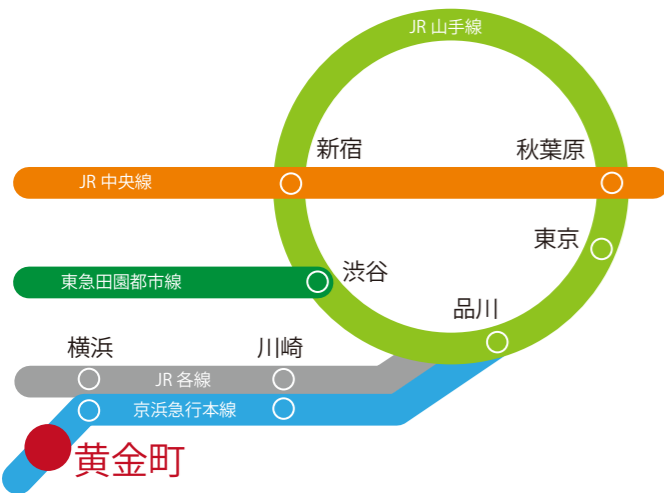 JR 山手線
新宿
秋葉原
JR 中央線
東京
渋谷
東急田園都市線
品川
横浜
川崎
JR 各線
京浜急行本線
黄金町